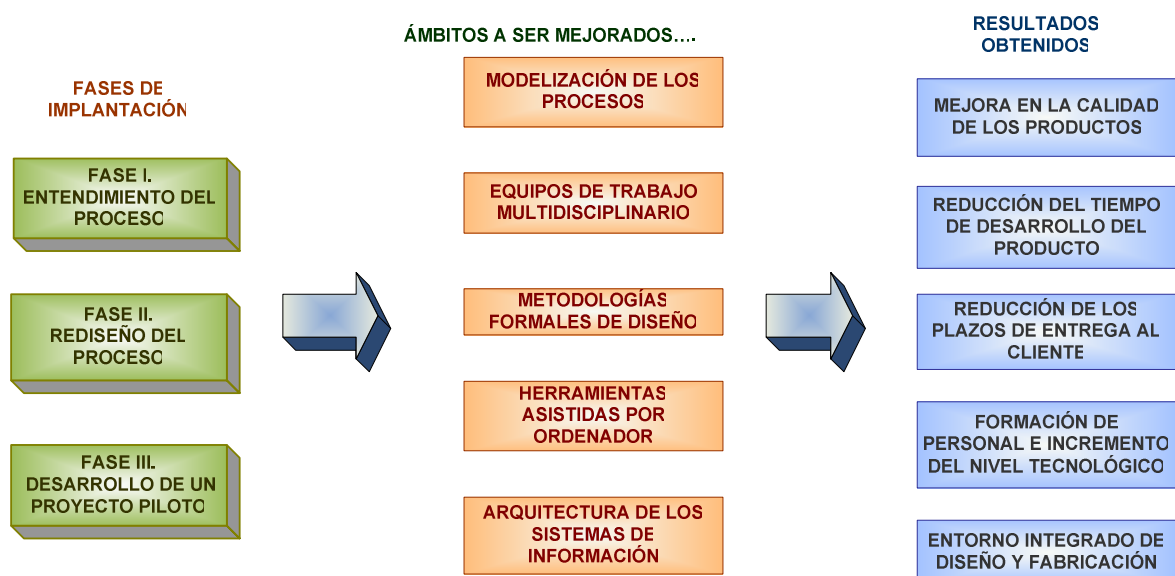 FASES DE
IMPLANTACIÓN
FASE I.
ENTENDIMIENTO DEL
PROCESO
FASE II.
REDISEÑO DEL
PROCESO
FASE III.
DESARROLLO DE UN
PROYECTO PILOTO
ÁMBITOS A SER MEJORADOS….
MODELIZACIÓN DE LOS
PROCESOS
EQUIPOS DE TRABAJO
MULTIDISCIPLINARIO
METODOLOGÍAS
FORMALES DE DISEÑO
HERRAMIENTAS
ASISTIDAS POR
ORDENADOR
ARQUITECTURA DE LOS
SISTEMAS DE
INFORMACIÓN
RESULTADOS
OBTENIDOS
MEJORA EN LA CALIDAD
DE LOS PRODUCTOS
REDUCCIÓN DEL TIEMPO
DE DESARROLLO DEL
PRODUCTO
REDUCCIÓN DE LOS
PLAZOS DE ENTREGA AL
CLIENTE
FORMACIÓN DE
PERSONAL E INCREMENTO
DEL NIVEL TECNOLÓGICO
ENTORNO INTEGRADO DE
DISEÑO Y FABRICACIÓN